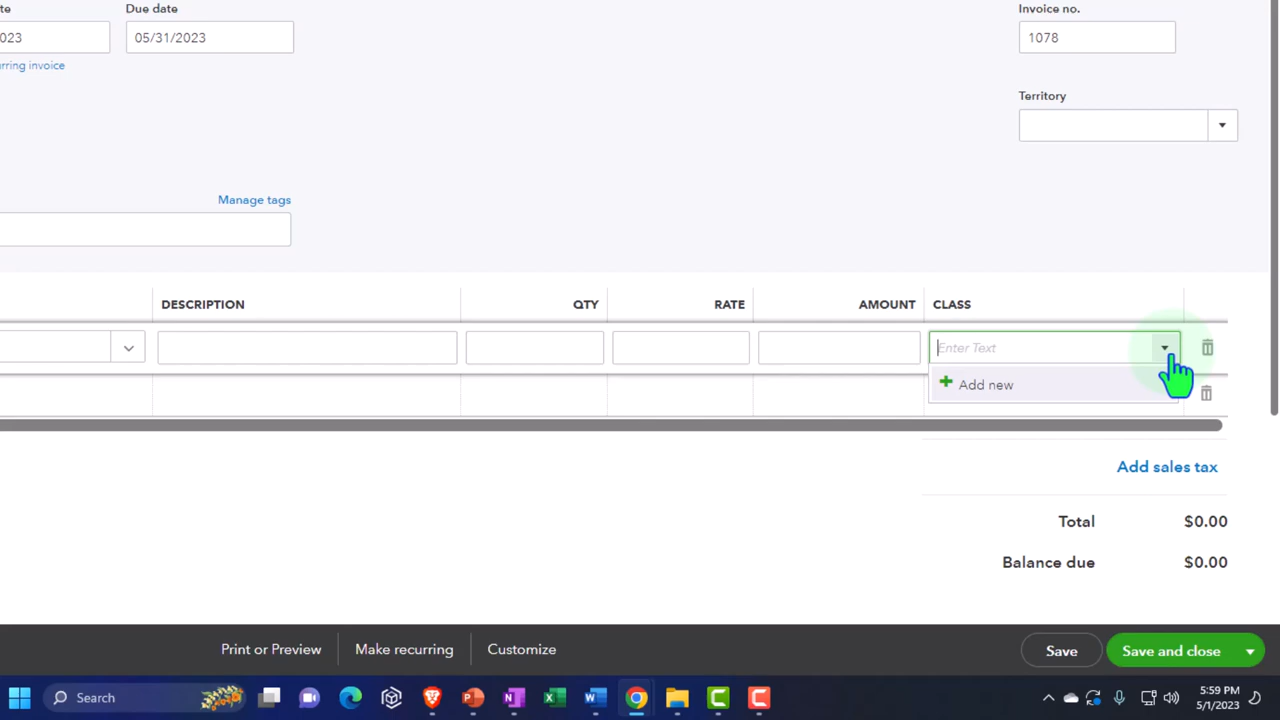 te
Due date
Invoice no.
023
05/31/2023
1078
rring invoice
Territory
Manage tags
DESCRIPTION
QTY
RATE
AMOUNT
CLASS
Enter Text
Add new
Add sales tax
Total
$0.00
Balance due
$0.00
Print or Preview
Make recurring
Customize
Save
Save and close
Search
5:59 PM
5/1/2023